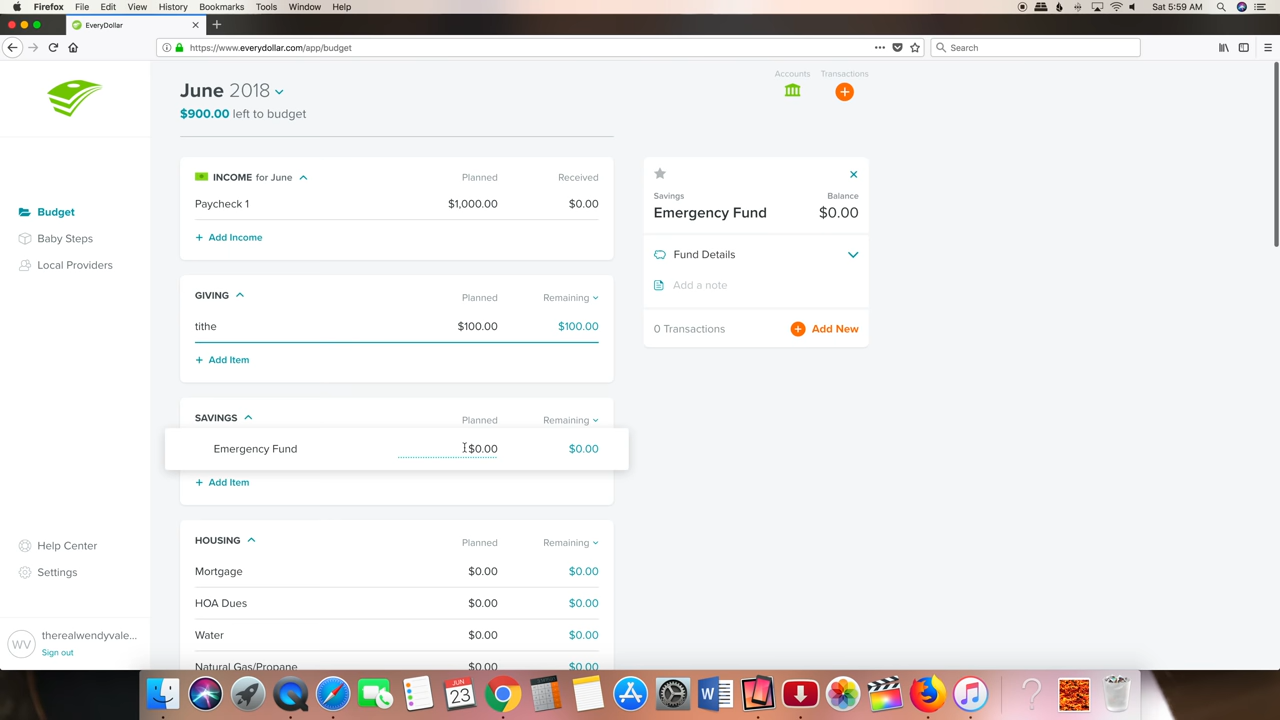 Firefox File Edit View History Bookmarks Tools Window Help Sat 5:59 AM
EveryDollar
https://www.everydollar.com/app/budget Search
June 2018
$900.00 left to budget
Accounts Transactions
INCOME for June Planned Received
Paycheck 1 $1,000.00 $0.00
+ Add Income
GIVING Planned Remaining
tithe $100.00 $100.00
+ Add Item
SAVINGS Planned Remaining
Emergency Fund $0.00 $0.00
+ Add Item
HOUSING Planned Remaining
Mortgage $0.00 $0.00
HOA Dues $0.00 $0.00
Water $0.00 $0.00
Natural Gas/Propane $0.00 $0.00
Savings Balance
Emergency Fund $0.00
Fund Details
Add a note
0 Transactions Add New
Budget
Baby Steps
Local Providers
Help Center
Settings
WV therealwendyvale...
Sign out
JUN
23
W